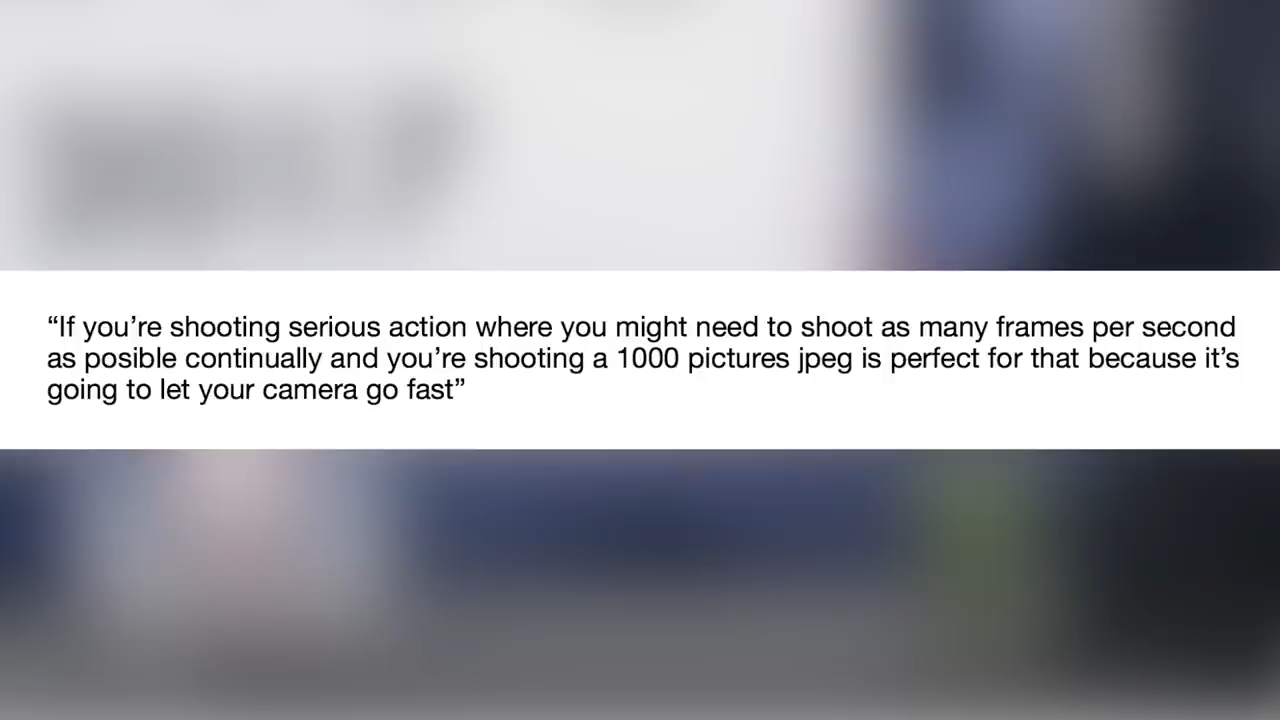 “If you’re shooting serious action where you might need to shoot as many frames per second
as posible continually and you’re shooting a 1000 pictures jpeg is perfect for that because it’s
going to let your camera go fast”